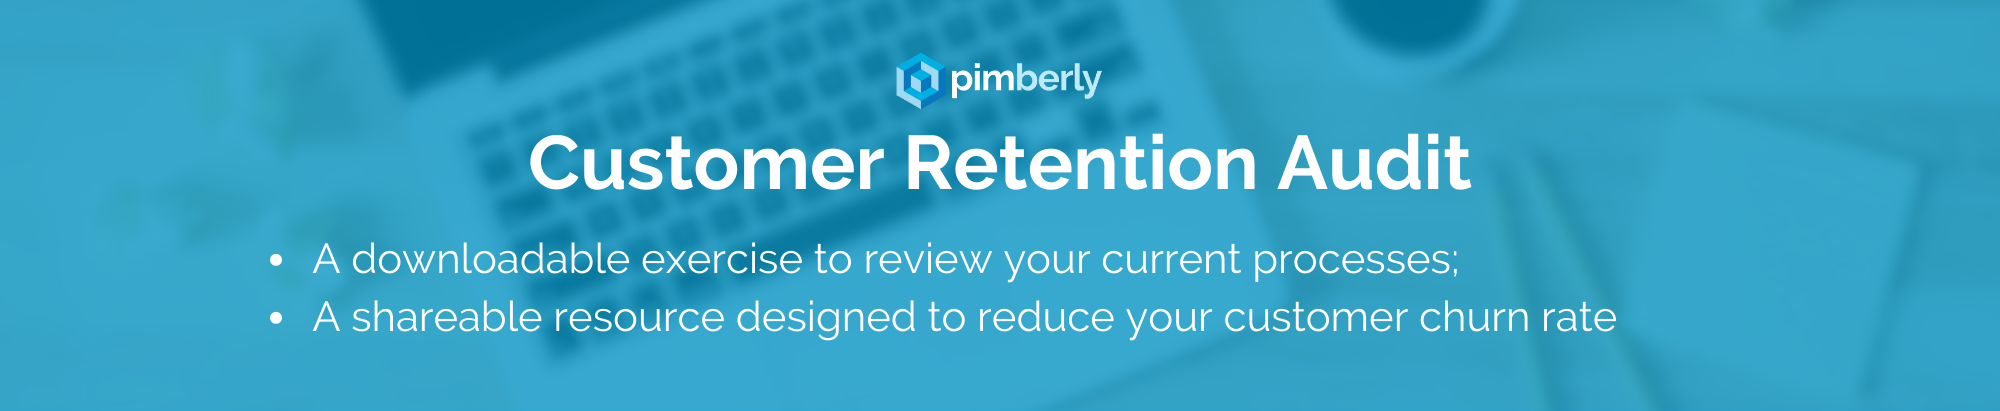 pimberly
Customer Retention Audit
• A downloadable exercise to review your current processes;
• A shareable resource designed to reduce your customer churn rate